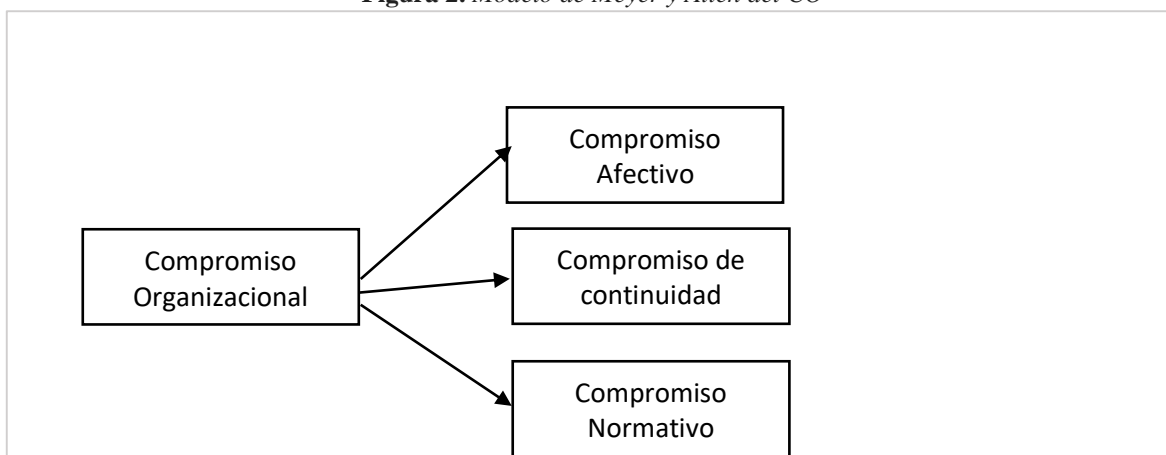 Figura 2. Modelo de Meyer y Allen del CO
Compromiso
Afectivo
Compromiso
Organizacional
Compromiso de
continuidad
Compromiso
Normativo